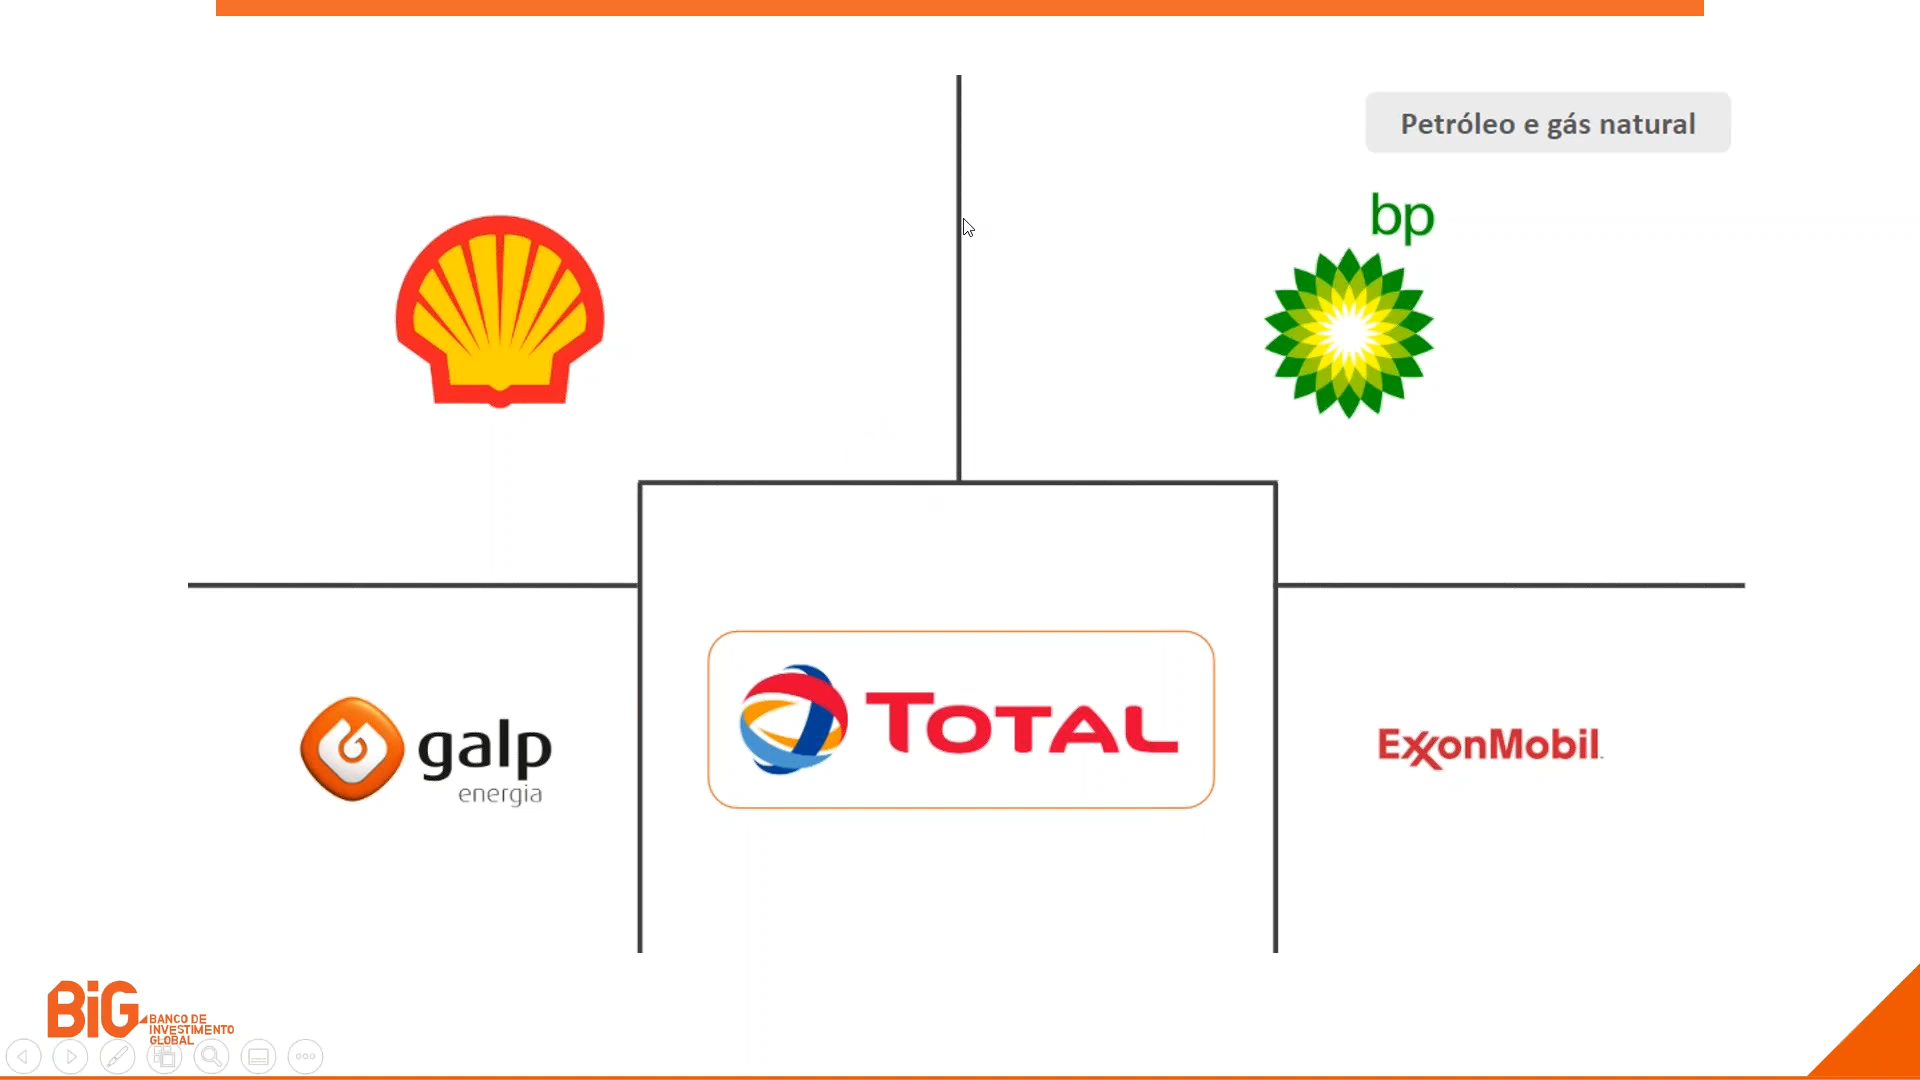 Petróleo e gás natural
bp
galp
energia
TOTAL
ExxonMobil
BiG
BANCO DE
INVESTIMENTO
GLOBAL